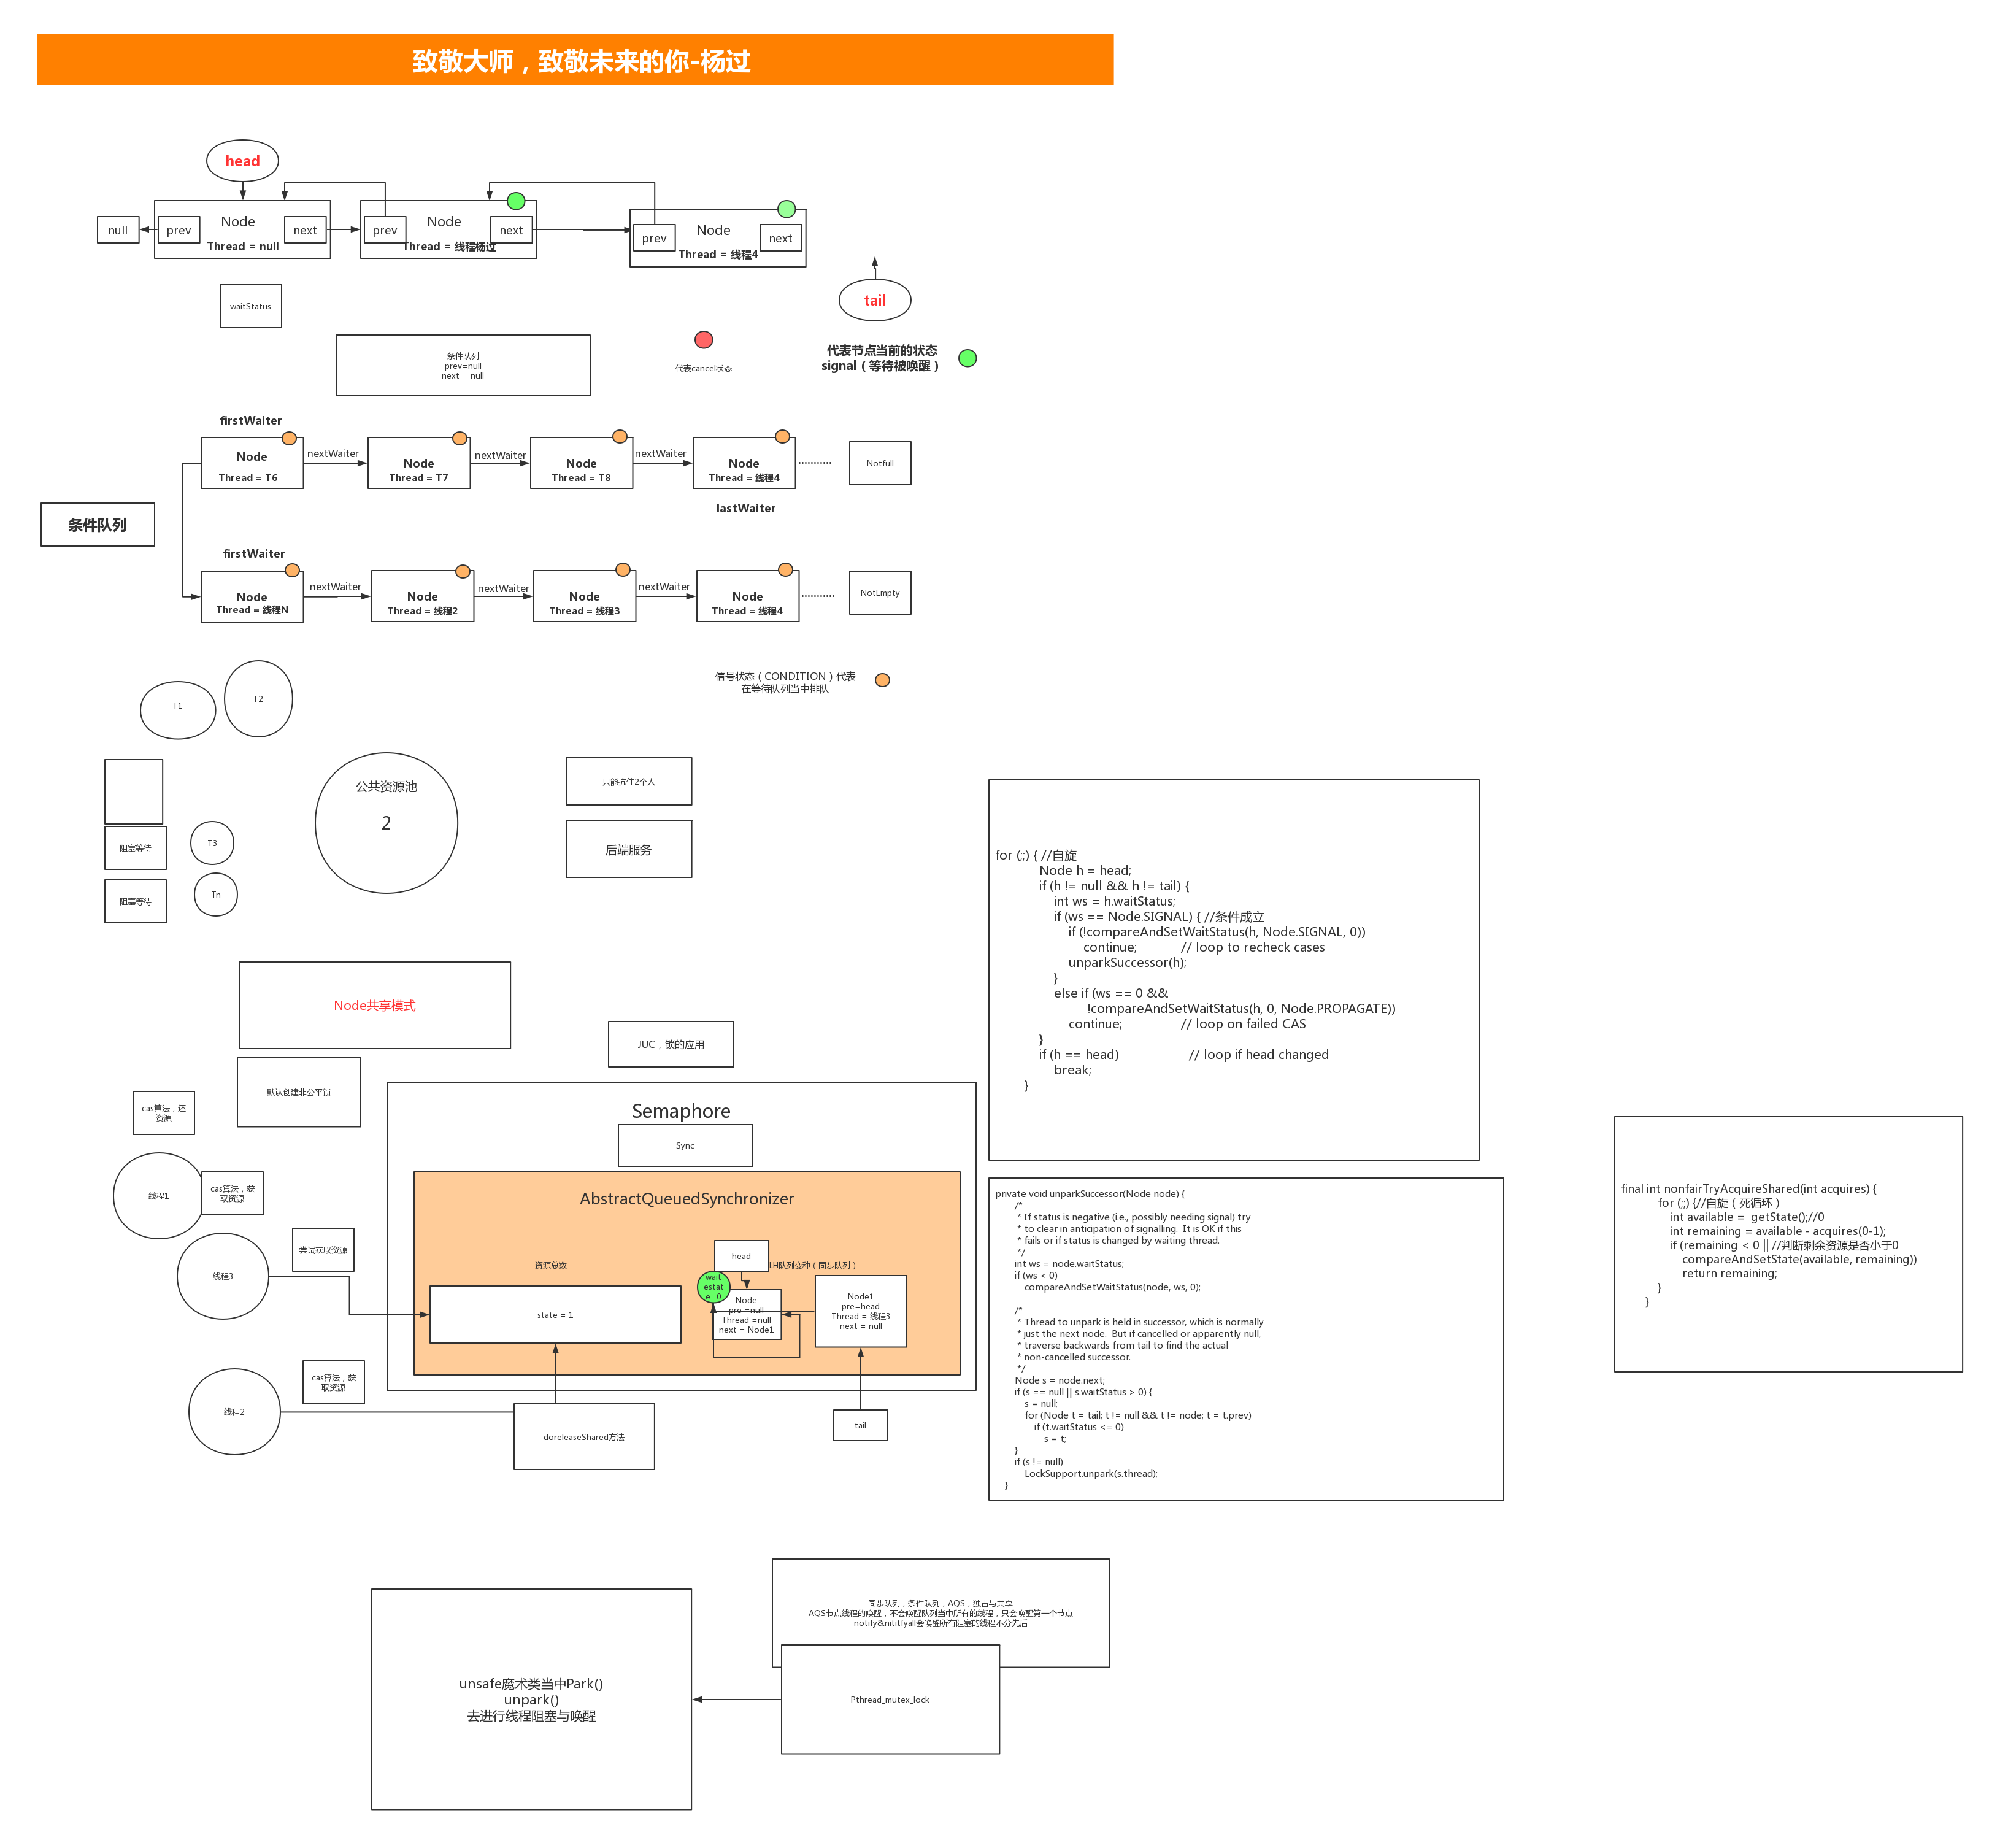 致敬大师，致敬未来的你-杨过
head
null
prev
Node
next
Thread = null
prev
Node
next
Thread = 线程杨过
prev
Node
next
Thread = 线程4
waitStatus
tail
条件队列
prev=null
next = null
代表cancel状态
代表节点当前的状态
signal（等待被唤醒）
firstWaiter
Node
Thread = T6
nextWaiter
Node
Thread = T7
nextWaiter
Node
Thread = T8
nextWaiter
Node
Thread = 线程4
Notfull
lastWaiter
条件队列
firstWaiter
Node
Thread = 线程N
nextWaiter
Node
Thread = 线程2
nextWaiter
Node
Thread = 线程3
nextWaiter
Node
Thread = 线程4
NotEmpty
信号状态（CONDITION）代表
在等待队列当中排队
T1
T2
......
阻塞等待
T3
阻塞等待
Tn
公共资源池
2
只能抗住2个人
后端服务
for (;;) { //自旋
Node h = head;
if (h != null && h != tail) {
int ws = h.waitStatus;
if (ws == Node.SIGNAL) { //条件成立
if (!compareAndSetWaitStatus(h, Node.SIGNAL, 0))
continue; // loop to recheck cases
unparkSuccessor(h);
}
else if (ws == 0 &&
!compareAndSetWaitStatus(h, 0, Node.PROPAGATE))
continue; // loop on failed CAS
}
if (h == head) // loop if head changed
break;
}
Node共享模式
JUC，锁的应用
默认创建非公平锁
cas算法，还
资源
线程1
cas算法，获
取资源
线程3
尝试获取资源
线程2
cas算法，获
取资源
Semaphore
Sync
AbstractQueuedSynchronizer
资源总数
state = 1
head
LH队列变种（同步队列）
wait
estat
e=0
Node
pre =null
Thread =null
next = Node1
Node1
pre=head
Thread = 线程3
next = null
doreleaseShared方法
tail
private void unparkSuccessor(Node node) {
/*
* If status is negative (i.e., possibly needing signal) try
* to clear in anticipation of signalling.  It is OK if this
* fails or if status is changed by waiting thread.
*/
int ws = node.waitStatus;
if (ws < 0)
compareAndSetWaitStatus(node, ws, 0);
/*
* Thread to unpark is held in successor, which is normally
* just the next node.  But if cancelled or apparently null,
* traverse backwards from tail to find the actual
* non-cancelled successor.
*/
Node s = node.next;
if (s == null || s.waitStatus > 0) {
s = null;
for (Node t = tail; t != null && t != node; t = t.prev)
if (t.waitStatus <= 0)
s = t;
}
if (s != null)
LockSupport.unpark(s.thread);
}
final int nonfairTryAcquireShared(int acquires) {
for (;;) {//自旋（死循环）
int available =  getState();//0
int remaining = available - acquires(0-1);
if (remaining < 0 || //判断剩余资源是否小于0
compareAndSetState(available, remaining))
return remaining;
}
}
同步队列，条件队列，AQS，独占与共享
AQS节点线程的唤醒，不会唤醒队列当中所有的线程，只会唤醒第一个节点
notify&nititfyall会唤醒所有阻塞的线程不分先后
unsafe魔术类当中Park()
unpark()
去进行线程阻塞与唤醒
Pthread_mutex_lock